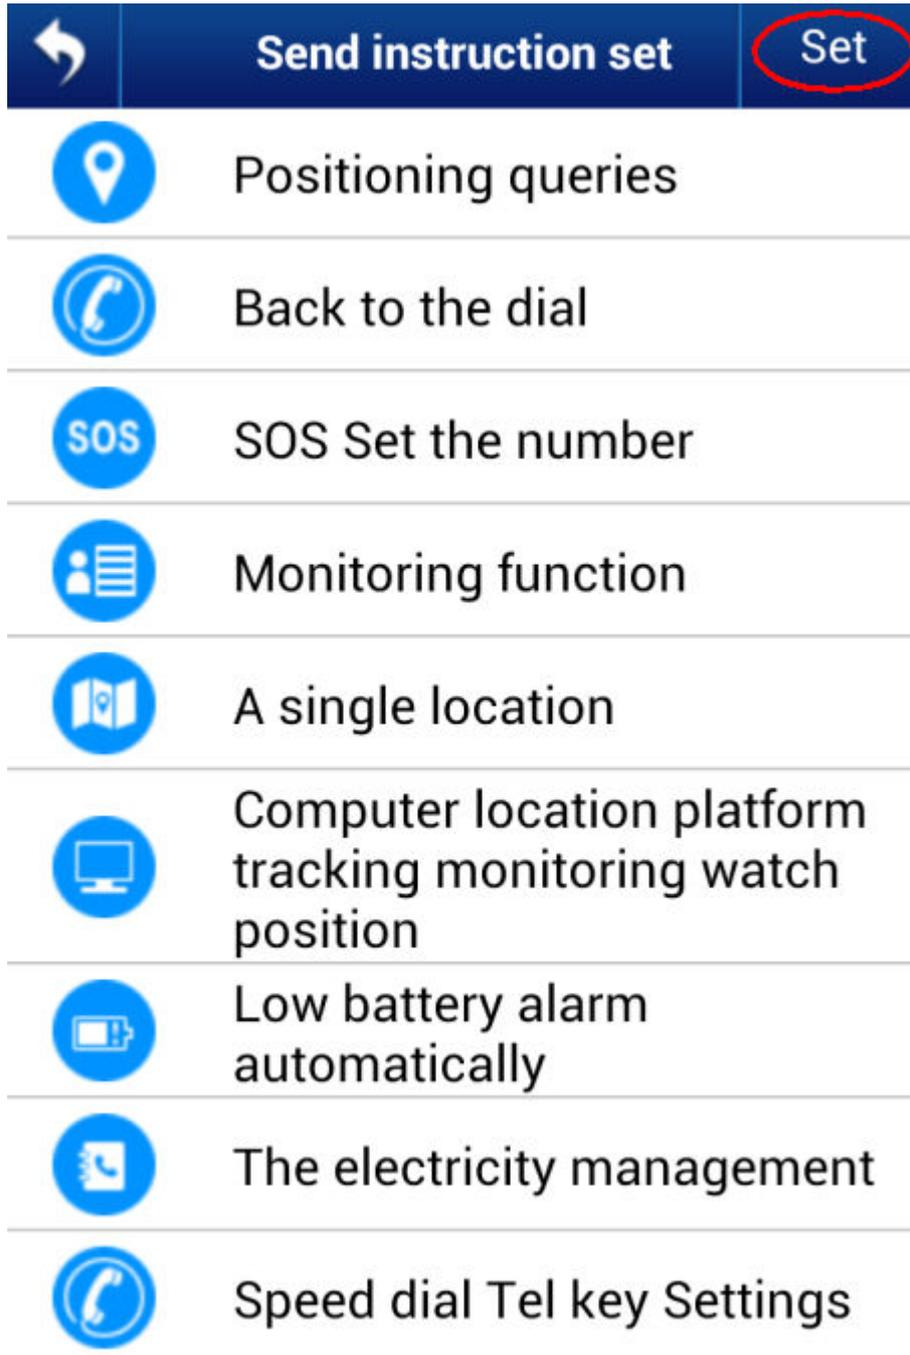 Send instruction set
Set
Positioning queries
Back to the dial
SOS
SOS Set the number
Monitoring function
A single location
Computer location platform
tracking monitoring watch
position
Low battery alarm
automatically
The electricity management
Speed dial Tel key Settings